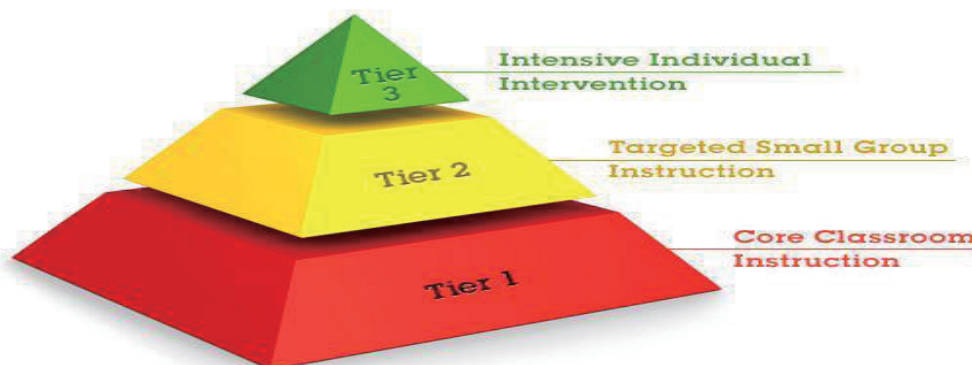 Tier
3
Intensive Individual
Intervention
Tier 2
Targeted Small Group
Instruction
Tier 1
Core Classroom
Instruction